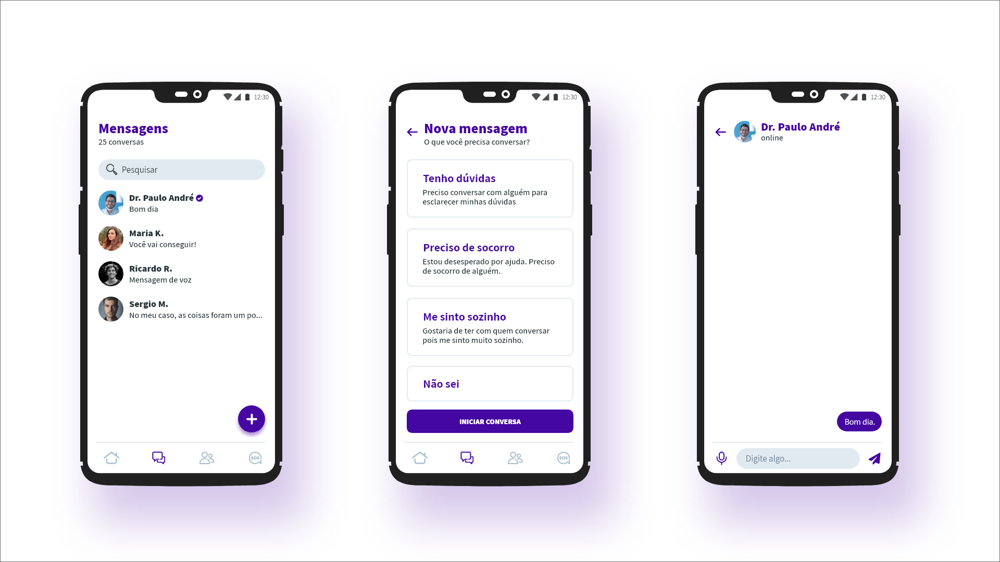 12:30
Mensagens
25 conversas
Pesquisar
Dr. Paulo André
Bom dia
Maria K.
Você vai conseguir!
Ricardo R.
Mensagem de voz
Sergio M.
No meu caso, as coisas foram um po...
SOS
12:30
Nova mensagem
O que você precisa conversar?
Tenho dúvidas
Preciso conversar com alguém para
esclarecer minhas dúvidas
Preciso de socorro
Estou desesperado por ajuda. Preciso
de socorro de alguém.
Me sinto sozinho
Gostaria de ter com quem conversar
pois me sinto muito sozinho.
Não sei
INICIAR CONVERSA
SOS
12:30
Dr. Paulo André
online
Bom dia.
Digite algo...